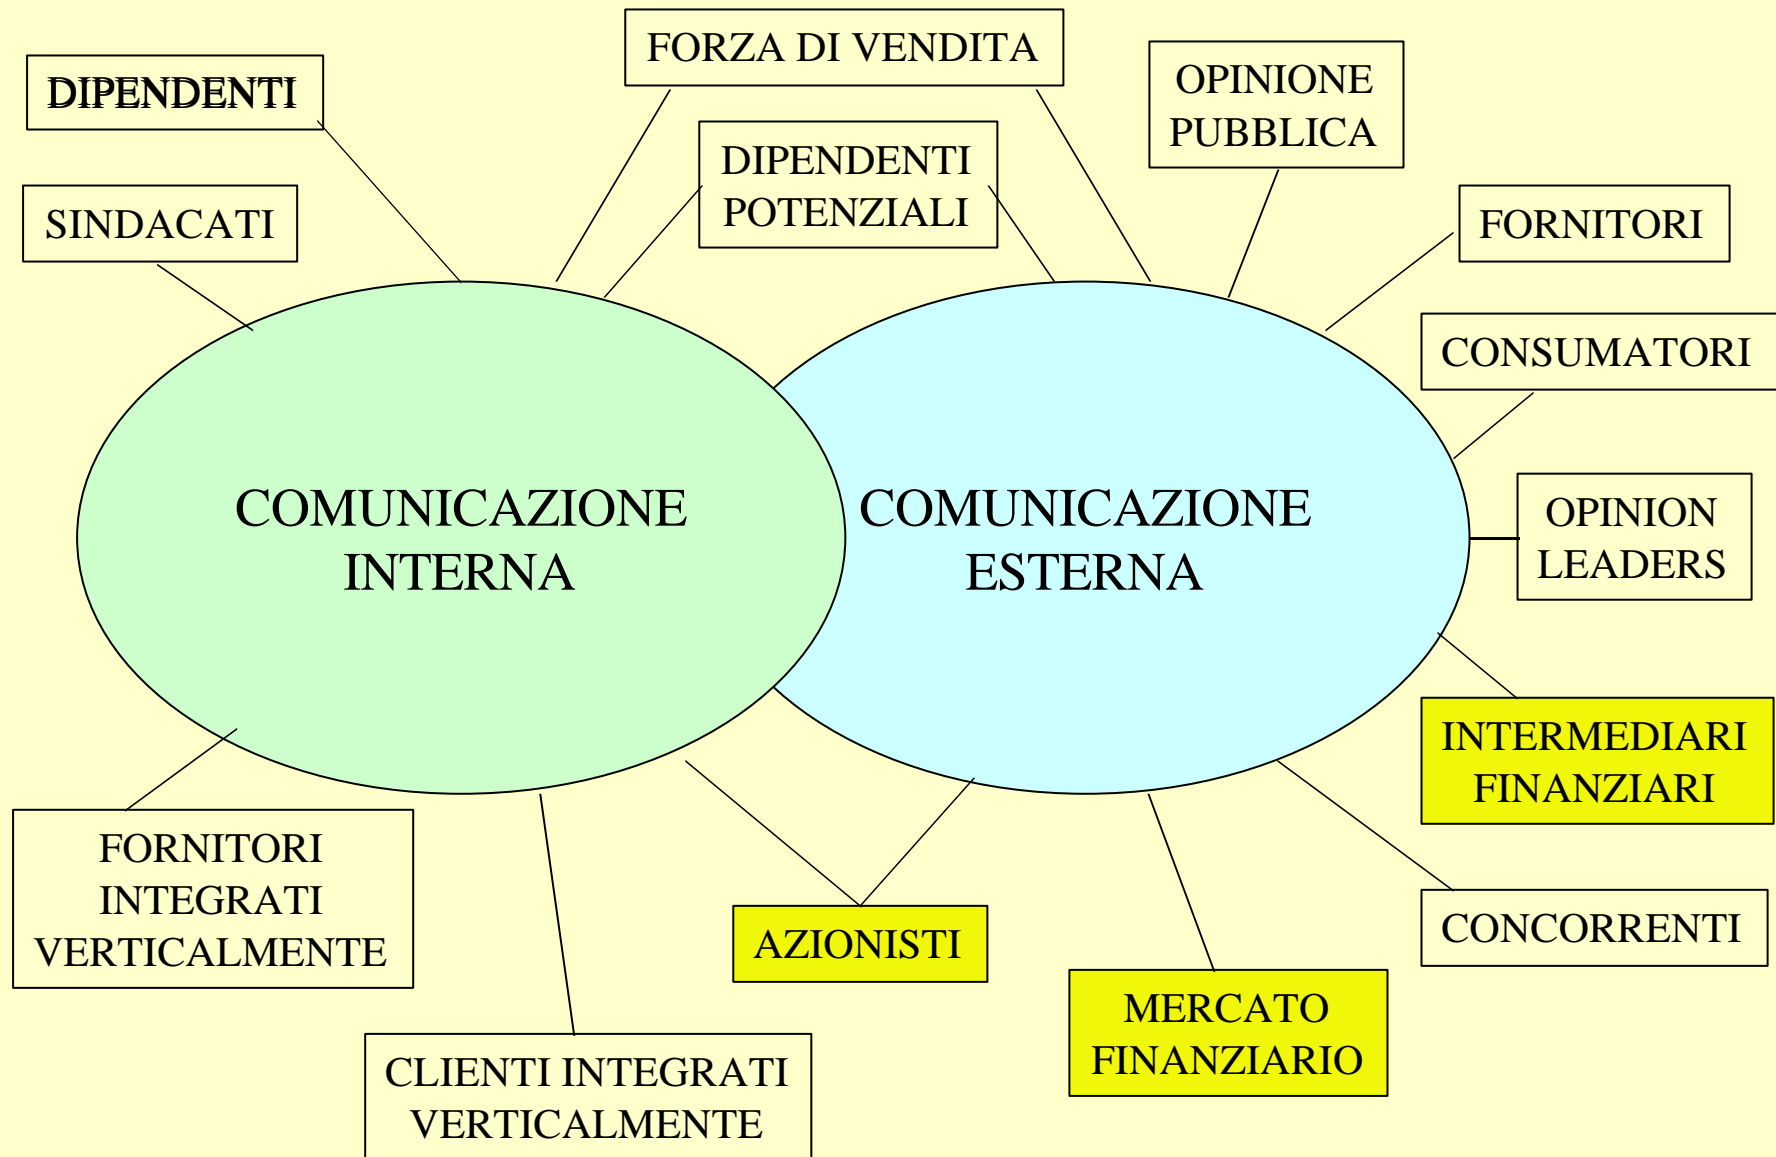 FORZA DI VENDITA
DIPENDENTI
OPINIONE
PUBBLICA
DIPENDENTI
POTENZIALI
SINDACATI
FORNITORI
CONSUMATORI
COMUNICAZIONE
INTERNA
COMUNICAZIONE
ESTERNA
OPINION
LEADERS
INTERMEDIARI
FINANZIARI
FORNITORI
INTEGRATI
VERTICALMENTE
AZIONISTI
CONCORRENTI
MERCATO
FINANZIARIO
CLIENTI INTEGRATI
VERTICALMENTE